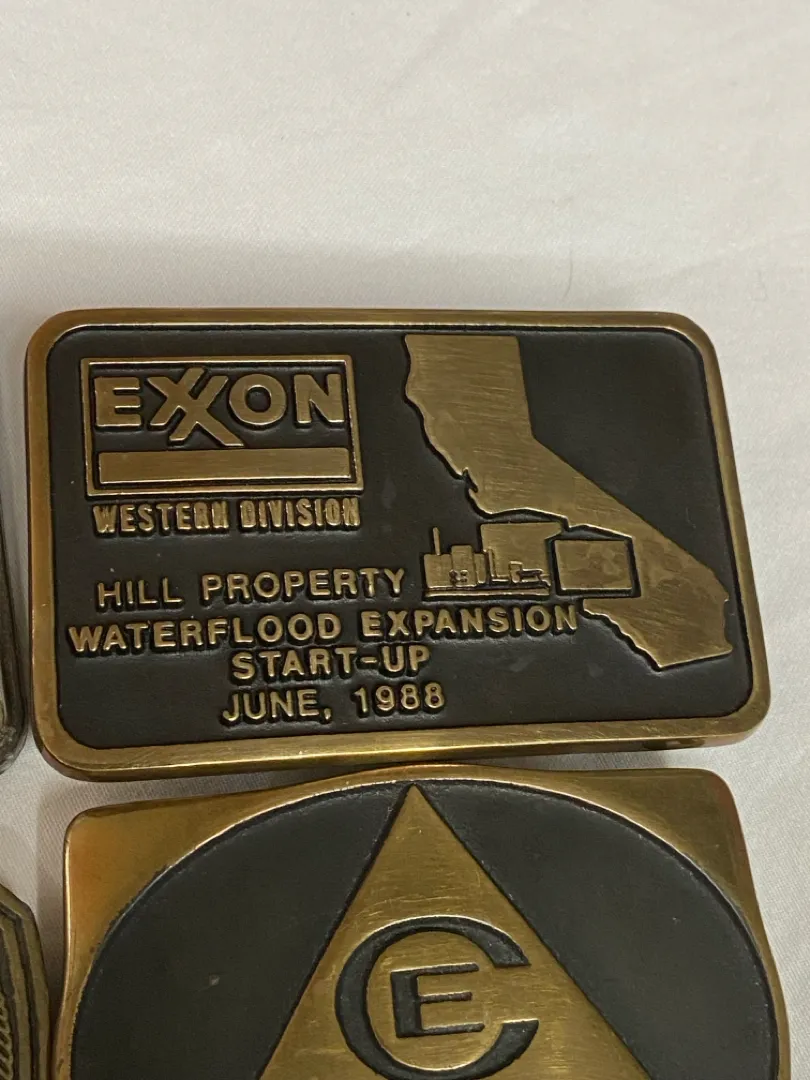 EXXON
WESTERN DIVISION
HILL PROPERTY
WATERFLOOD EXPANSION
START-UP
JUNE, 1988
CE